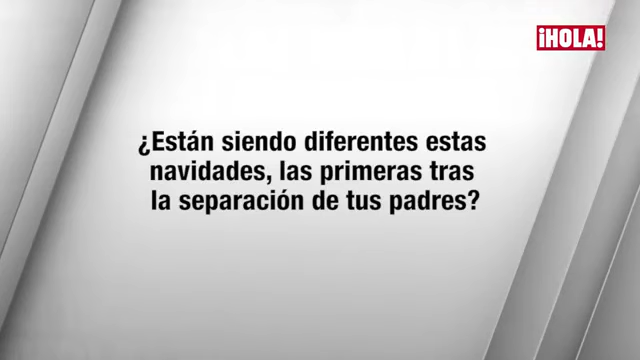 ¡HOLA!
¿Están siendo diferentes estas
navidades, las primeras tras
la separación de tus padres?